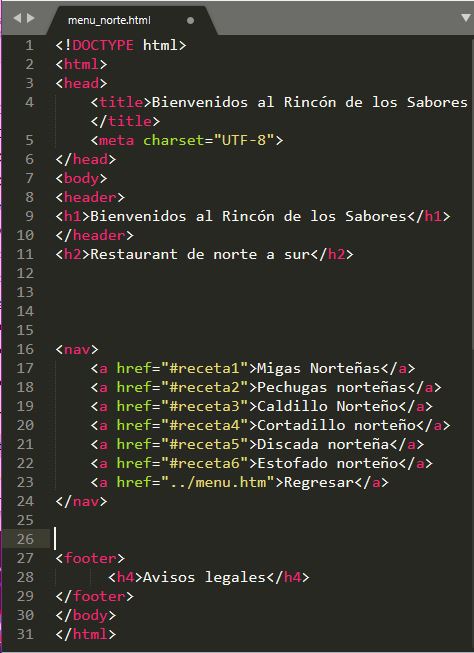 menu_norte.html
1 <!DOCTYPE html>
2 <html>
3 <head>
4 <title>Bienvenidos al Rincón de los Sabores
</title>
5 <meta charset="UTF-8">
6 </head>
7 <body>
8 <header>
9 <h1>Bienvenidos al Rincón de los Sabores</h1>
10 </header>
11 <h2>Restaurant de norte a sur</h2>
12
13
14
15
16 <nav>
17 <a href="#receta1">Migas Norteñas</a>
18 <a href="#receta2">Pechugas norteñas</a>
19 <a href="#receta3">Caldillo Norteño</a>
20 <a href="#receta4">Cortadillo norteño</a>
21 <a href="#receta5">Discada norteña</a>
22 <a href="#receta6">Estofado norteño</a>
23 <a href="../menu.htm">Regresar</a>
24 </nav>
25
26
27 <footer>
28 <h4>Avisos legales</h4>
29 </footer>
30 </body>
31 </html>